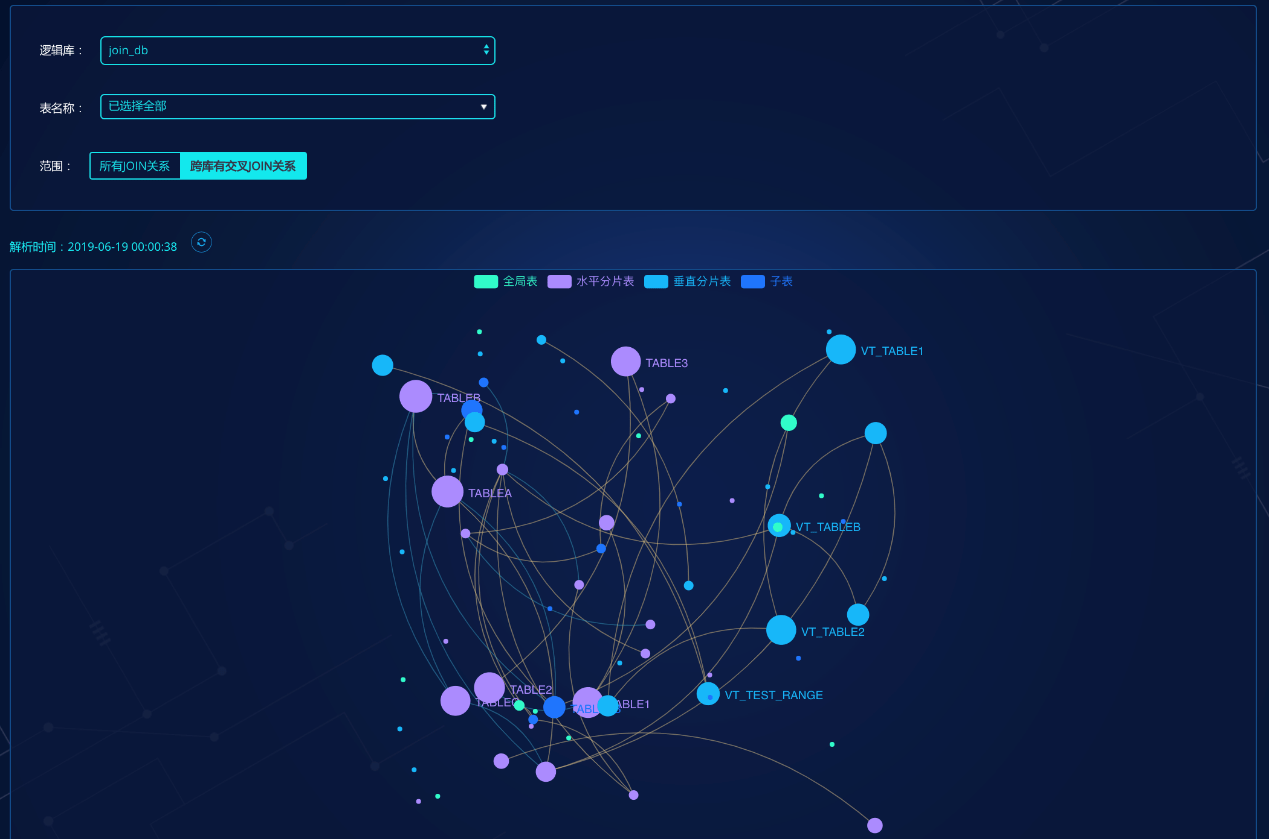 逻辑库： join_db
表名称： 已选择全部
范围： 所有JOIN关系 跨库有交叉JOIN关系
解析时间：2019-06-19 00:00:38
全局表 水平分片表 垂直分片表 子表
VT_TABLE1
TABLE3
TABLEB
TABLEA
VT_TABLEB
VT_TABLE2
TABLE2
VT_TEST_RANGE